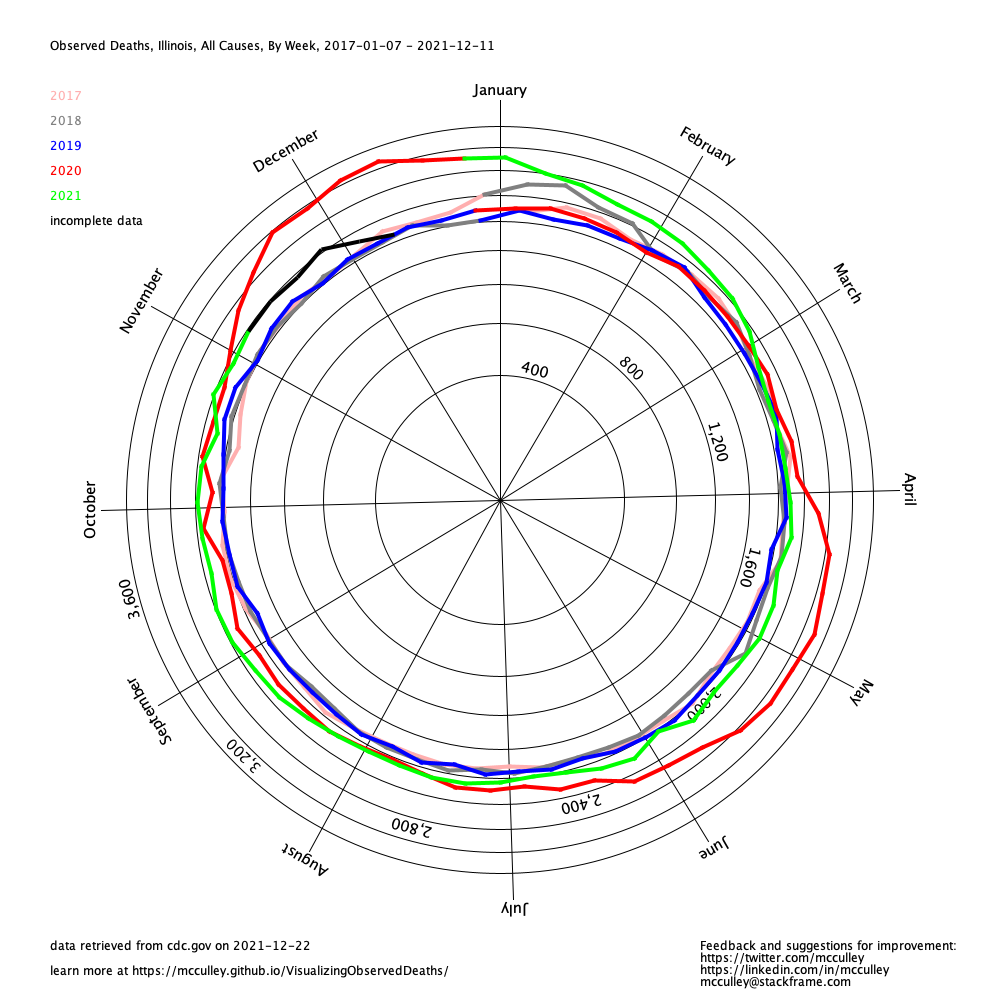 Observed Deaths, Illinois, All Causes, By Week, 2017-01-07 - 2021-12-11
2017
2018
2019
2020
2021
incomplete data
January
February
March
April
May
June
July
August
September
October
November
December
400
800
1,200
1,600
2,000
2,400
2,800
3,200
3,600
data retrieved from cdc.gov on 2021-12-22
learn more at https://mcculley.github.io/VisualizingObservedDeaths/
Feedback and suggestions for improvement:
https://twitter.com/mcculley
https://linkedin.com/in/mcculley
mcculley@stackframe.com